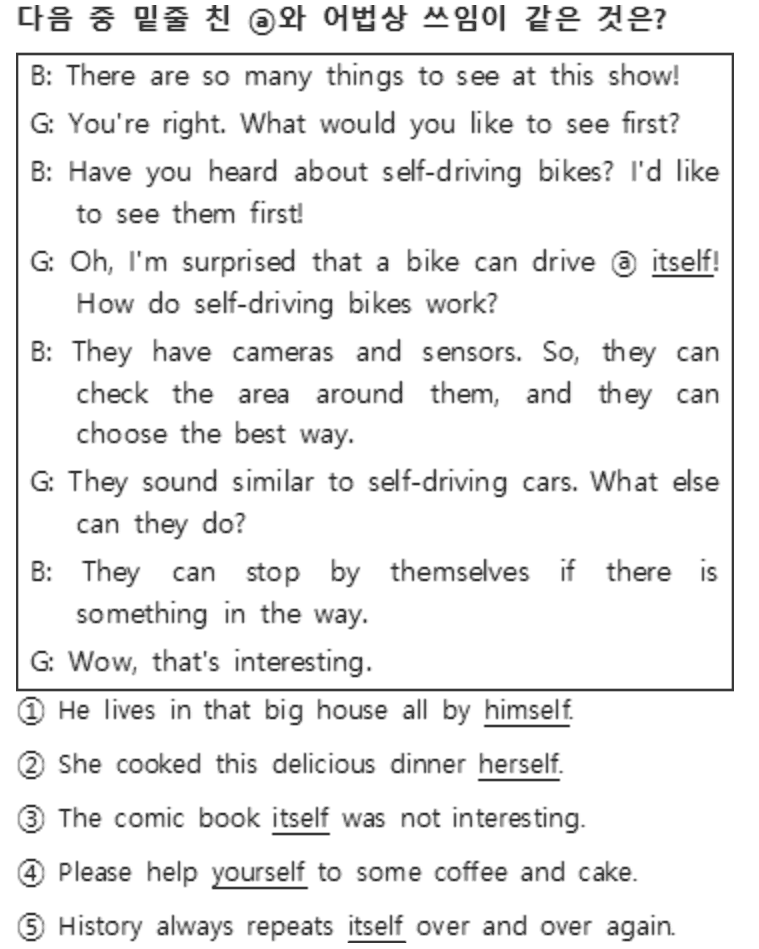 다음 중 밑줄 친 ⓐ와 어법상 쓰임이 같은 것은?
B: There are so many things to see at this show!
G: You're right. What would you like to see first?
B: Have you heard about self-driving bikes? I'd like
to see them first!
G: Oh, I'm surprised that a bike can drive ⓐ itself!
How do self-driving bikes work?
B: They have cameras and sensors. So, they can
check the area around them, and they can
choose the best way.
G: They sound similar to self-driving cars. What else
can they do?
B: They can stop by themselves if there is
something in the way.
G: Wow, that's interesting.
① He lives in that big house all by himself.
② She cooked this delicious dinner herself.
③ The comic book itself was not interesting.
④ Please help yourself to some coffee and cake.
⑤ History always repeats itself over and over again.